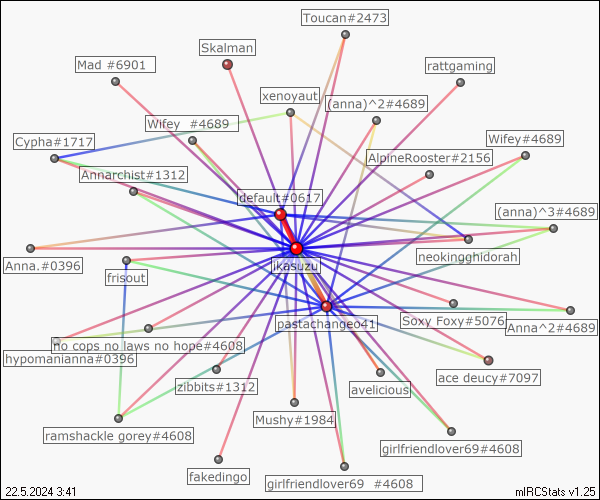 Toucan#2473
Skalman
Mad #6901
rattgaming
xenoyaut
(anna)^2#4689
Wifey #4689
Cypha#1717
Wifey#4689
AlpineRooster#2156
Annarchist#1312
default#0617
(anna)^3#4689
neokingghidorah
Anna.#0396
jikasuzu
frisout
pastachangeo41
Soxy Foxy#5076
Anna^2#4689
no cops no laws no hope#4608
hypomanianna#0396
ace deucy#7097
zibbits#1312
avelicious
Mushy#1984
ramshackle gorey#4608
girlfriendlover69#4608
fakedingo
girlfriendlover69 #4608
22.5.2024 3:41
mIRCStats v1.25